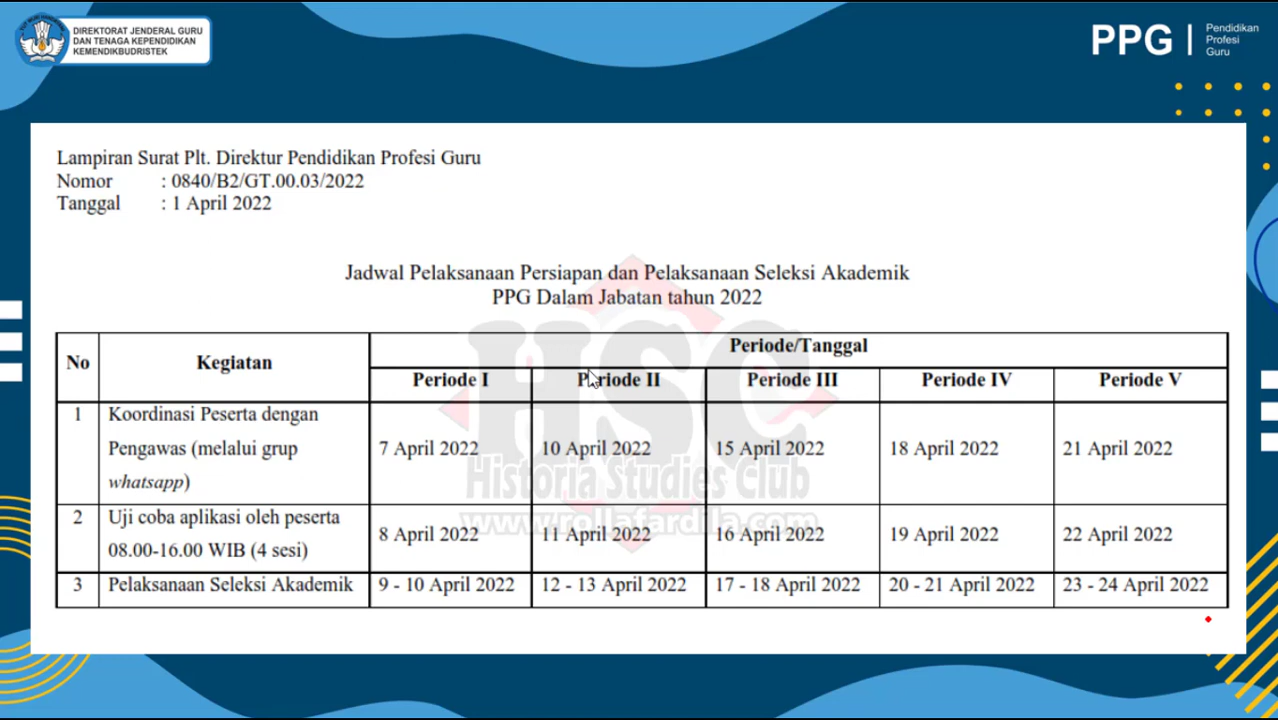 DIREKTORAT JENDERAL GURU
DAN TENAGA KEPENDIDIKAN
KEMENDIKBUDRISTEK
PPG
Pendidikan
Profesi
Guru
Lampiran Surat Plt. Direktur Pendidikan Profesi Guru
Nomor : 0840/B2/GT.00.03/2022
Tanggal : 1 April 2022
Jadwal Pelaksanaan Persiapan dan Pelaksanaan Seleksi Akademik
PPG Dalam Jabatan tahun 2022
No Kegiatan Periode/Tanggal
Periode I Periode II Periode III Periode IV Periode V
1 Koordinasi Peserta dengan
Pengawas (melalui grup
whatsapp)
7 April 2022 10 April 2022 15 April 2022 18 April 2022 21 April 2022
2 Uji coba aplikasi oleh peserta
08.00-16.00 WIB (4 sesi)
8 April 2022 11 April 2022 16 April 2022 19 April 2022 22 April 2022
3 Pelaksanaan Seleksi Akademik 9 - 10 April 2022 12 - 13 April 2022 17 - 18 April 2022 20 - 21 April 2022 23 - 24 April 2022
HSC
Historia Studies Club
www.rollafardila.com